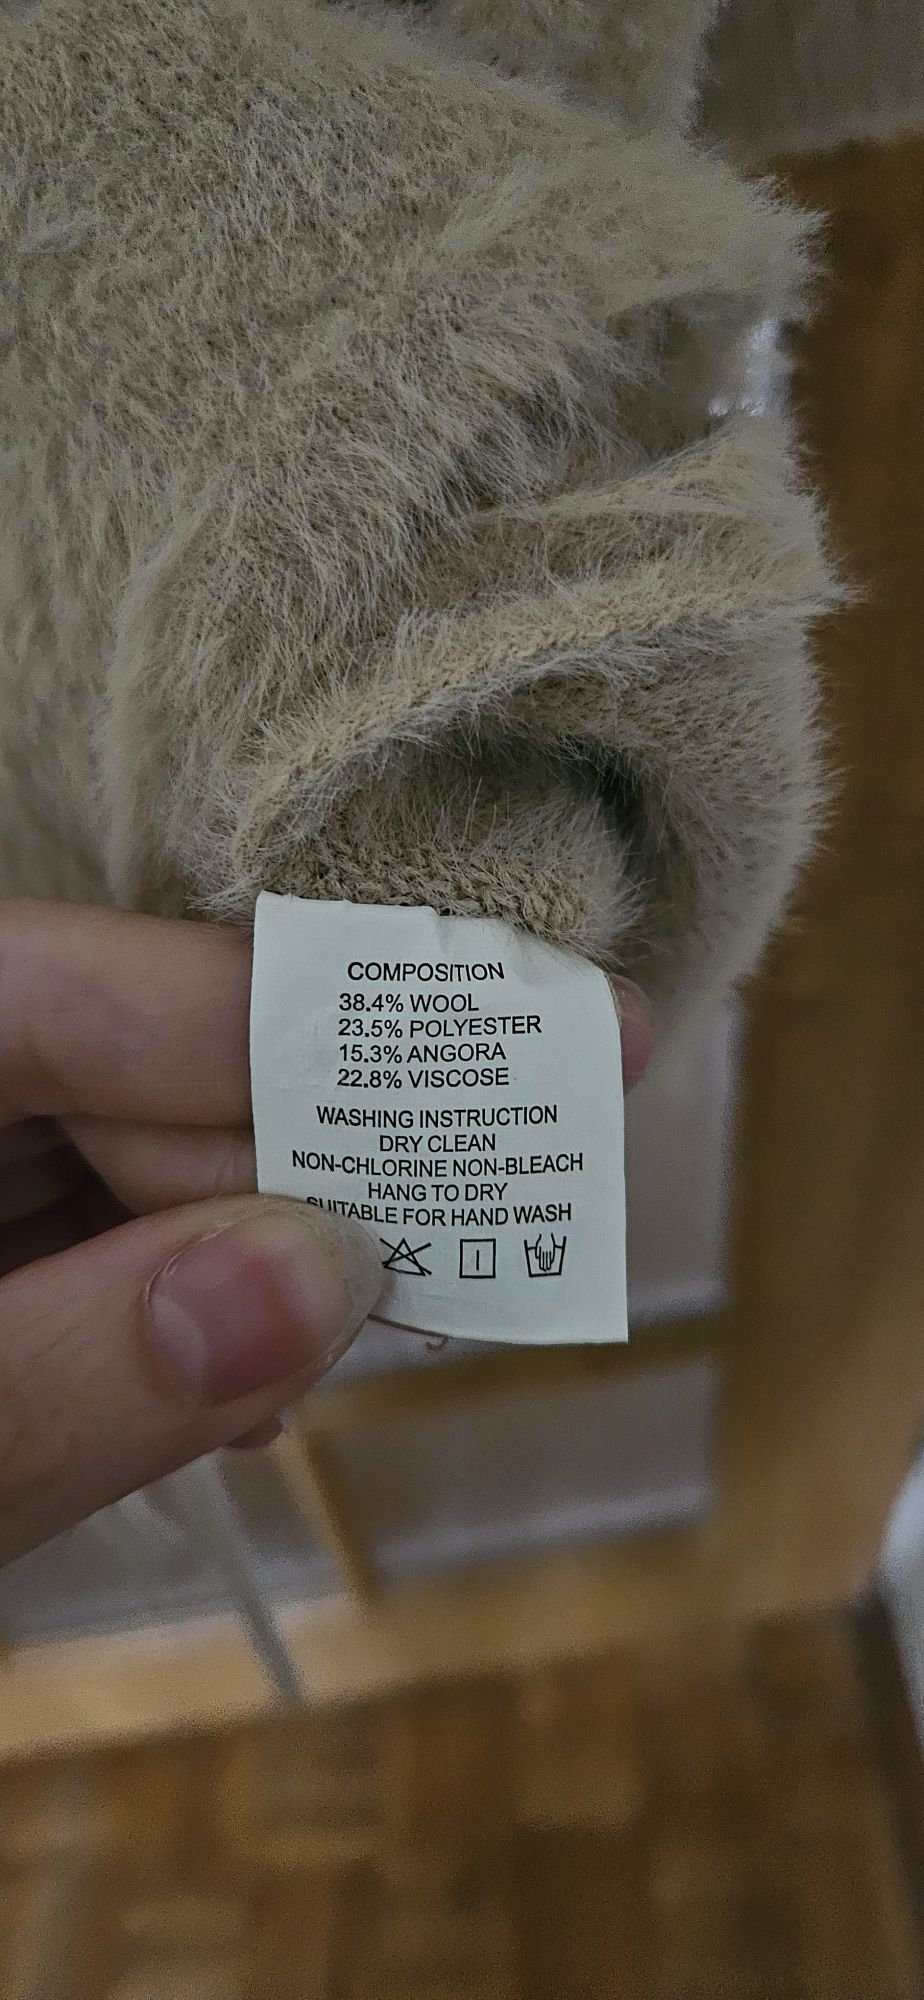 COMPOSITION
38.4% WOOL
23.5% POLYESTER
15.3% ANGORA
22.8% VISCOSE
WASHING INSTRUCTION
DRY CLEAN
NON-CHLORINE NON-BLEACH
HANG TO DRY
SUITABLE FOR HAND WASH